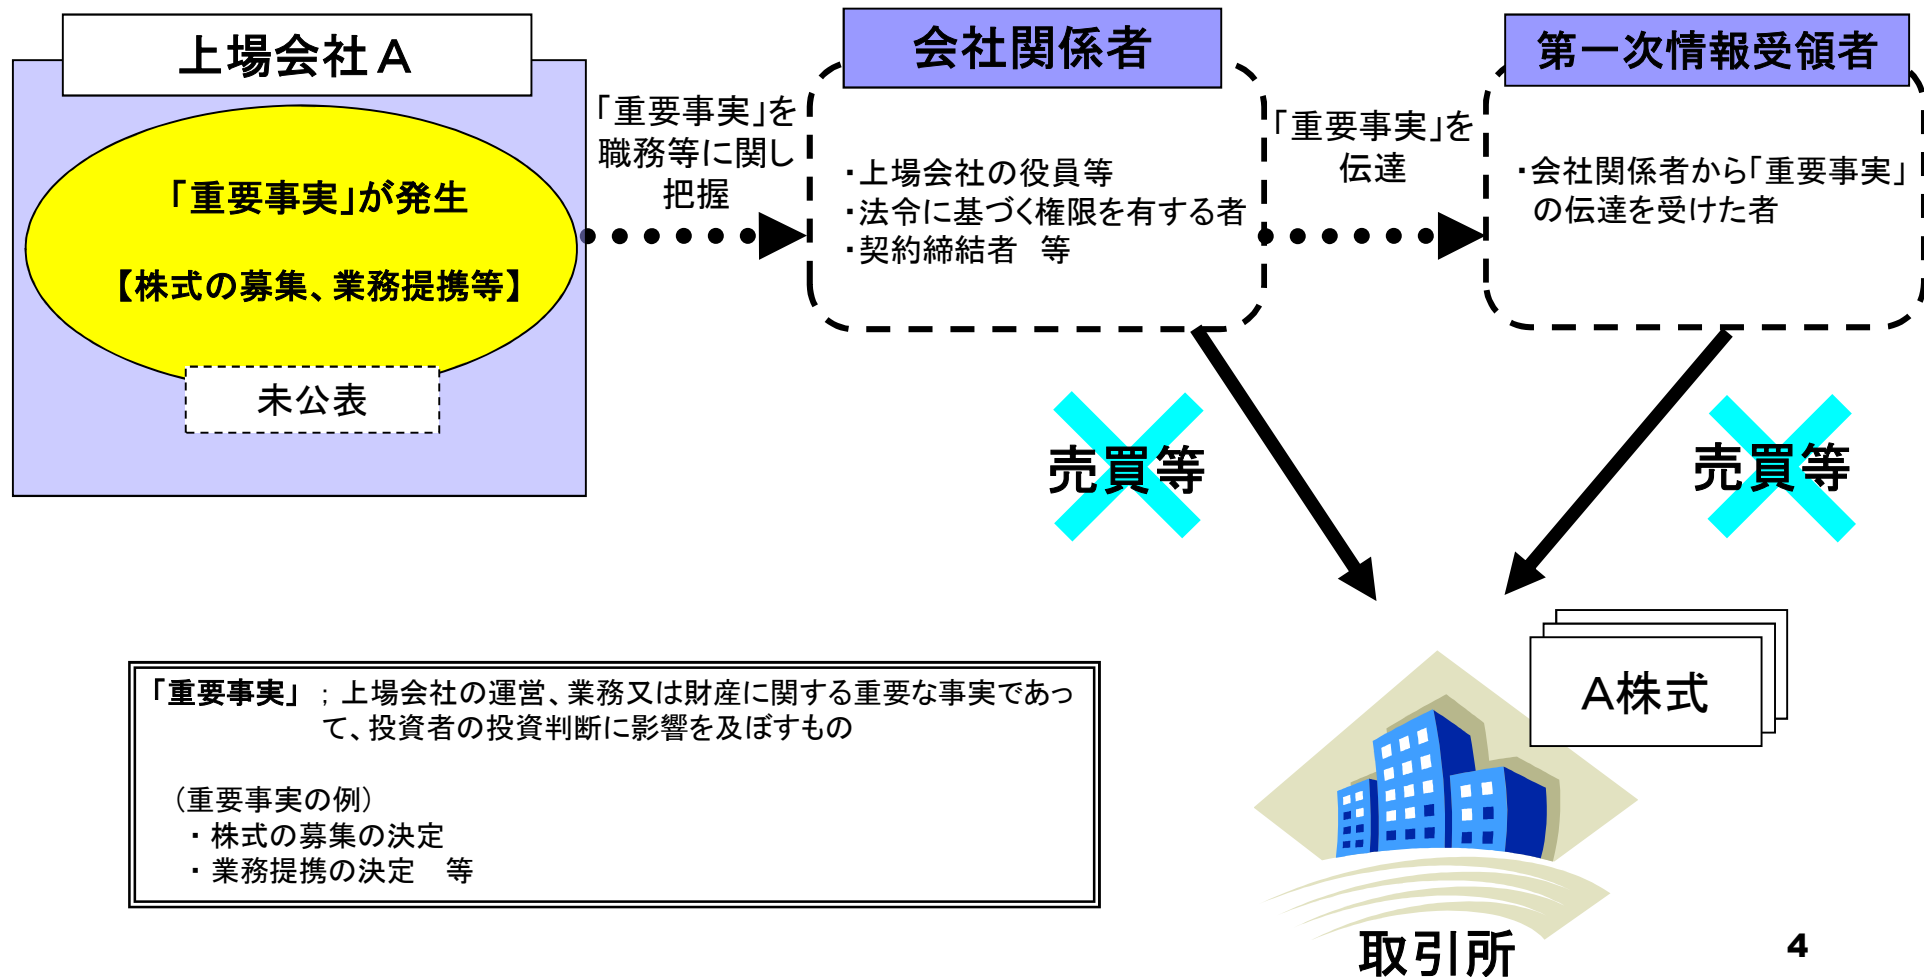 上場会社A
「重要事実」が発生
【株式の募集、業務提携等】
未公表
「重要事実」を
職務等に関し
把握
会社関係者
・上場会社の役員等
・法令に基づく権限を有する者
・契約締結者　等
「重要事実」を
伝達
第一次情報受領者
・会社関係者から「重要事実」
の伝達を受けた者
売買等
売買等
A株式
取引所
「重要事実」 ; 上場会社の運営、業務又は財産に関する重要な事実であっ
て、投資者の投資判断に影響を及ぼすもの
（重要事実の例）
・株式の募集の決定
・業務提携の決定　等
4